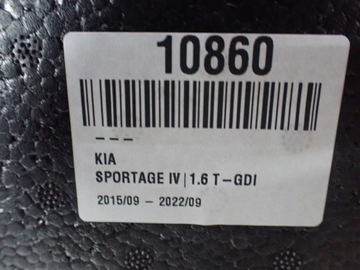 10860
---
KIA
SPORTAGE IV|1.6 T-GDI
2015/09 - 2022/09